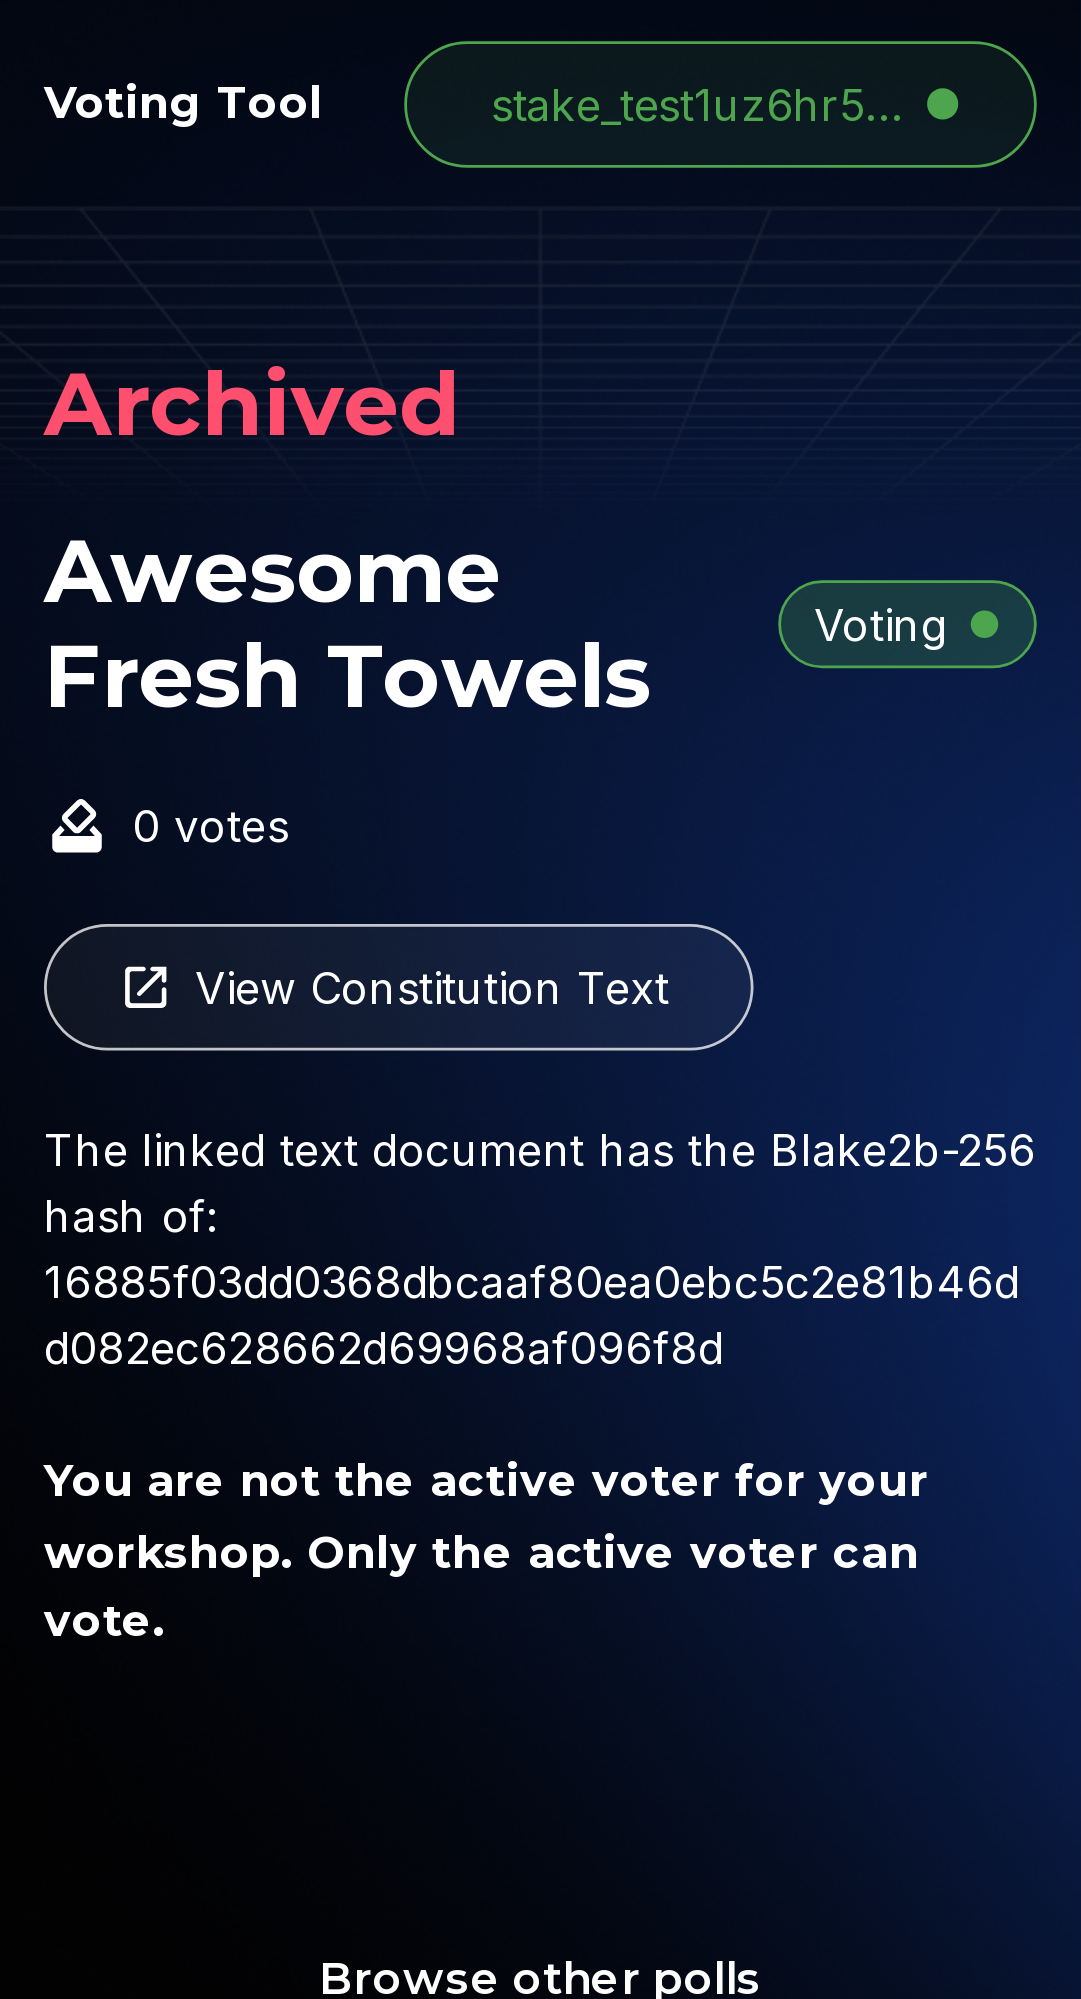 Voting Tool
stake_test1uz6hr5...
Archived
Awesome
Fresh Towels
Voting
0 votes
View Constitution Text
The linked text document has the Blake2b-256
hash of:
16885f03dd0368dbcaaf80ea0ebc5c2e81b46d
d082ec628662d69968af096f8d
You are not the active voter for your
workshop. Only the active voter can
vote.
Browse other polls